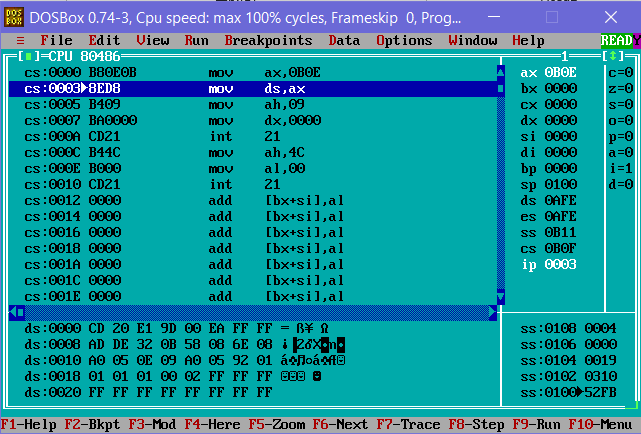 DOSBox 0.74-3, Cpu speed: max 100% cycles, Frameskip 0, Prog...
≡ File Edit View Run Breakpoints Data Options Window Help READY
[■]=CPU 80486 1 [↕]
cs:0000 BB0E0B mov ax,0B0E
cs:0003►8ED8 mov ds,ax
cs:0005 B409 mov ah,09
cs:0007 BA0000 mov dx,0000
cs:000A CD21 int 21
cs:000C B44C mov ah,4C
cs:000E B000 mov al,00
cs:0010 CD21 int 21
cs:0012 0000 add [bx+si],al
cs:0014 0000 add [bx+si],al
cs:0016 0000 add [bx+si],al
cs:0018 0000 add [bx+si],al
cs:001A 0000 add [bx+si],al
cs:001C 0000 add [bx+si],al
cs:001E 0000 add [bx+si],al
ax 0B0E c=0
bx 0000 z=0
cx 0000 s=0
dx 0000 o=0
si 0000 p=0
di 0000 a=0
bp 0000 i=1
sp 0100 d=0
ds 0AFE
es 0AFE
ss 0B11
cs 0B0F
ip 0003
ds:0000 CD 20 E1 9D 00 EA FF FF = ß¥ Ω
ds:0008 AD DE 32 0B 58 08 6E 08
ds:0010 A0 05 0E 09 A0 05 92 01
ds:0018 01 01 01 00 02 FF FF FF
ds:0020 FF FF FF FF FF FF FF FF
ss:0108 0004
ss:0106 0000
ss:0104 0019
ss:0102 0310
ss:0100►52FB
F1-Help F2-Bkpt F3-Mod F4-Here F5-Zoom F6-Next F7-Trace F8-Step F9-Run F10-Menu